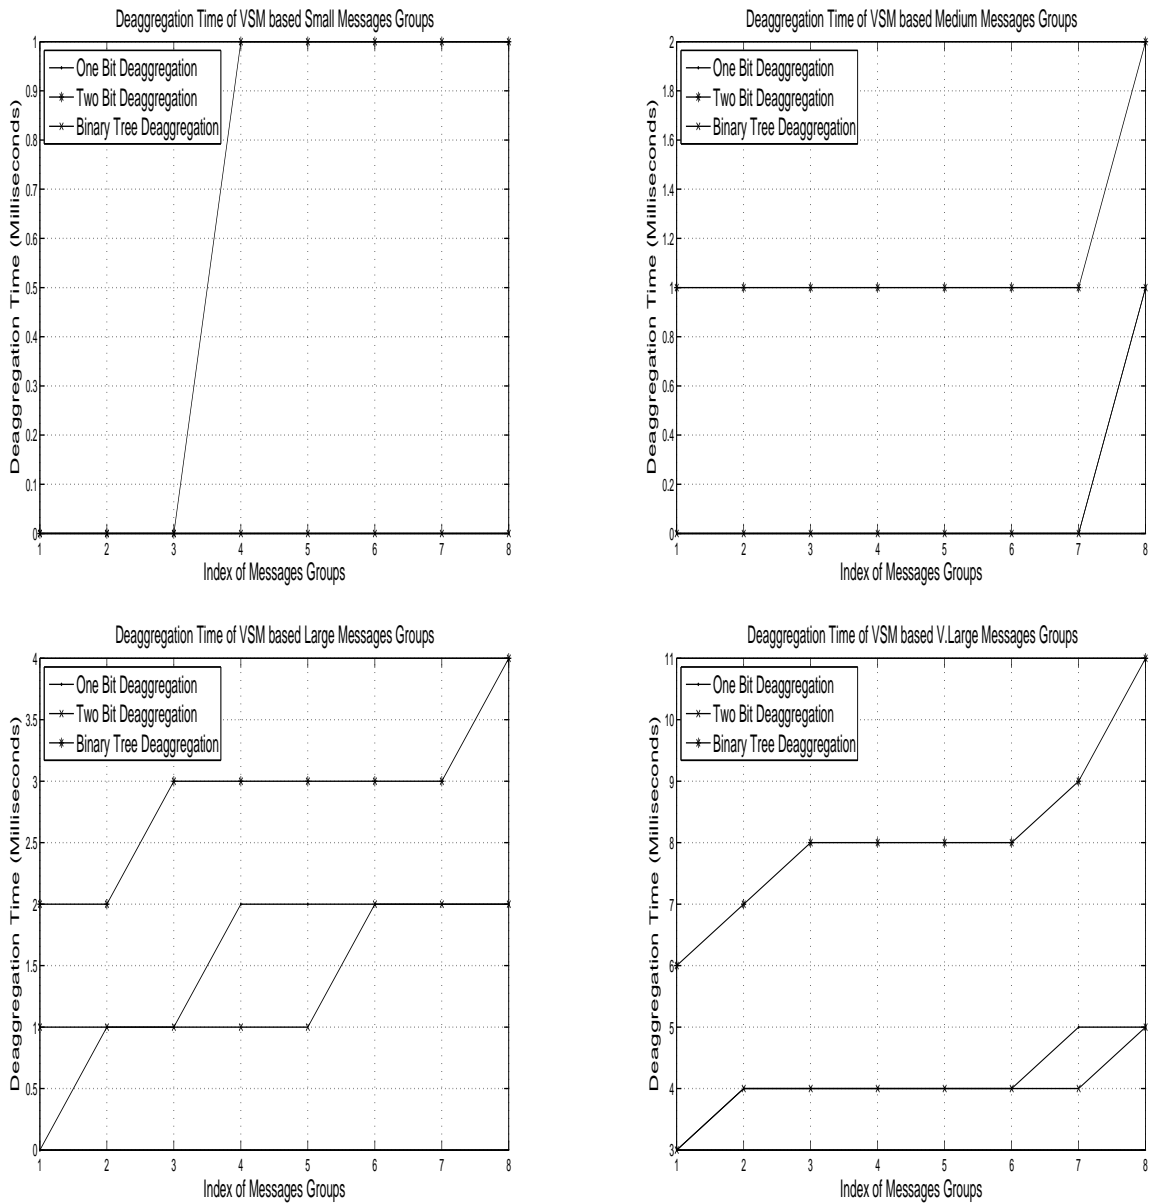 Deaggregation Time of VSM based Small Messages Groups
1
0.9
0.8
0.7
0.6
0.5
0.4
0.3
0.2
0.1
0
Deaggregation Time (Milliseconds)
One Bit Deaggregation
Two Bit Deaggregation
Binary Tree Deaggregation
1 2 3 4 5 6 7 8
Index of Messages Groups
Deaggregation Time of VSM based Medium Messages Groups
2
1.8
1.6
1.4
1.2
1
0.8
0.6
0.4
0.2
0
Deaggregation Time (Milliseconds)
One Bit Deaggregation
Two Bit Deaggregation
Binary Tree Deaggregation
1 2 3 4 5 6 7 8
Index of Messages Groups
Deaggregation Time of VSM based Large Messages Groups
4
3.5
3
2.5
2
1.5
1
0.5
0
Deaggregation Time (Milliseconds)
One Bit Deaggregation
Two Bit Deaggregation
Binary Tree Deaggregation
1 2 3 4 5 6 7 8
Index of Messages Groups
Deaggregation Time of VSM based V.Large Messages Groups
11
10
9
8
7
6
5
4
3
Deaggregation Time (Milliseconds)
One Bit Deaggregation
Two Bit Deaggregation
Binary Tree Deaggregation
1 2 3 4 5 6 7 8
Index of Messages Groups